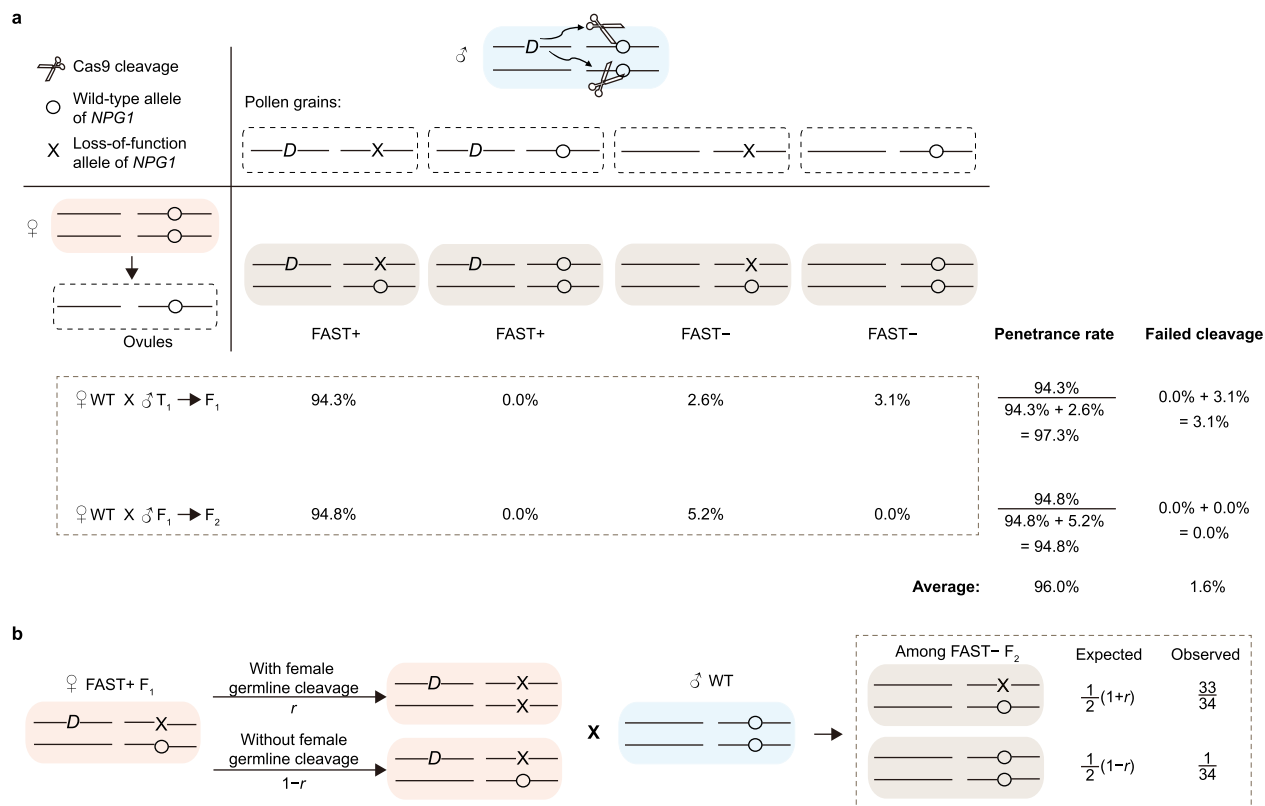 a
Cas9 cleavage
Wild-type allele
of NPG1
X Loss-of-function
allele of NPG1
♂
D
Pollen grains:
D X
D
X
♀
Ovules
D X
D
X
FAST+ FAST+ FAST− FAST− Penetrance rate Failed cleavage
♀WT X ♂T₁ → F₁ 94.3% 0.0% 2.6% 3.1%
94.3%
94.3% + 2.6%
= 97.3%
0.0% + 3.1%
= 3.1%
♀WT X ♂F₁ → F₂ 94.8% 0.0% 5.2% 0.0%
94.8%
94.8% + 5.2%
= 94.8%
0.0% + 0.0%
= 0.0%
Average: 96.0% 1.6%
b
♀ FAST+ F₁
D X
With female
germline cleavage
r
Without female
germline cleavage
1−r
D X
X
D X
X
♂ WT
Among FAST− F₂ Expected Observed
X
1/2 (1+r) 33/34
1/2 (1−r) 1/34